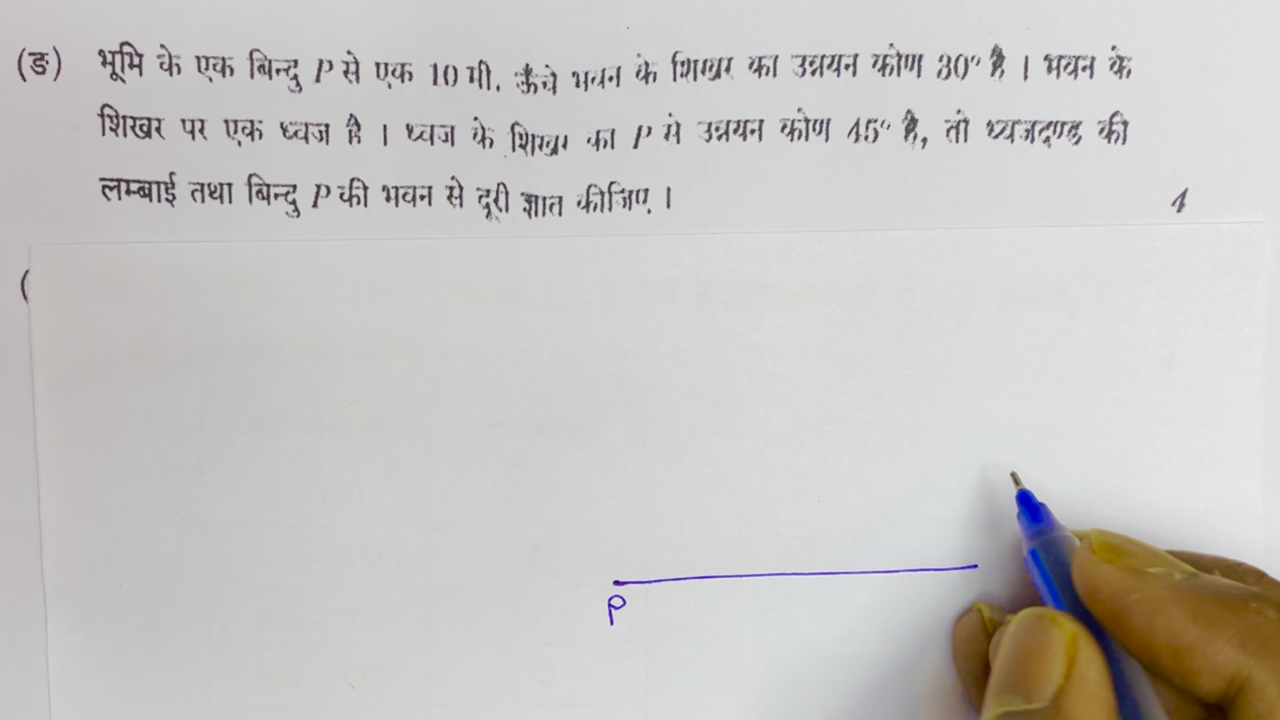 (ङ) भूमि के एक बिन्दु P से एक 10 मी. ऊँचे भवन के शिखर का उन्नयन कोण 30° है । भवन के
शिखर पर एक ध्वज है । ध्वज के शिखर का P से उन्नयन कोण 45° है, तो ध्वजदण्ड की
लम्बाई तथा बिन्दु P की भवन से दूरी ज्ञात कीजिए । 4
(
P